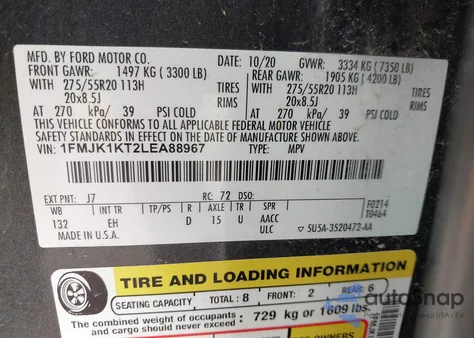 MFD. BY FORD MOTOR CO. 10/20 GVWR: 3334 KG ( 7350 LB)
FRONT GAWR: 1497 KG ( 3300 LB) REAR GAWR: 1905 KG ( 4200 LB)
WITH 275/55R20 113H TIRES WITH 275/55R20 113H TIRES
20x8.5J RIMS 20x8.5J RIMS
AT 270 kPa/ 39 PSI COLD AT 270 kPa/ 39 PSI COLD
THIS VEHICLE CONFORMS TO ALL APPLICABLE FEDERAL MOTOR VEHICLE
SAFETY STANDARDS IN EFFECT ON THE DATE OF MANUFACTURE SHOWN ABOVE.
VIN: 1FMJK1KT2LEA88967 TYPE: MPV
EXT PNT: J7 RC: 72 DSO: F0214
WB INT TR TP/PS R AXLE TR SPR T0464
132 EH D 15 U AACC
MADE IN U.S.A. ULC 5U5A-3520472-AA
TIRE AND LOADING INFORMATION
SEATING CAPACITY TOTAL: 8 FRONT: 2 REAR: 6
The combined weight of occupants and cargo should never exceed: 729 kg or 1609 lbs.
autoSnap